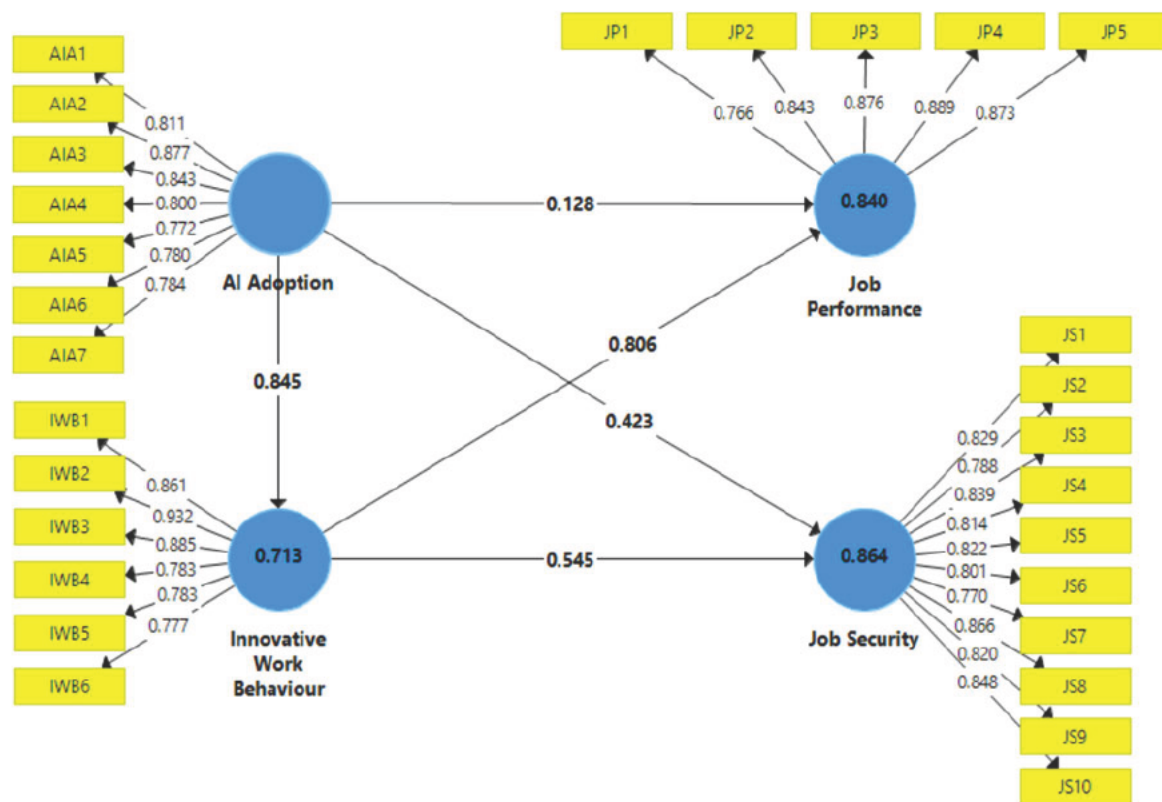 AIA1
AIA2
AIA3
AIA4
AIA5
AIA6
AIA7
0.811
0.877
0.843
0.800
0.772
0.780
0.784
AI Adoption
JP1
JP2
JP3
JP4
JP5
0.766
0.843
0.876
0.889
0.873
0.840
Job
Performance
0.128
0.806
0.845
0.423
0.545
IWB1
IWB2
IWB3
IWB4
IWB5
IWB6
0.861
0.932
0.885
0.783
0.783
0.777
0.713
Innovative
Work
Behaviour
0.864
Job Security
0.829
0.788
0.839
0.814
0.822
0.801
0.770
0.866
0.820
0.848
JS1
JS2
JS3
JS4
JS5
JS6
JS7
JS8
JS9
JS10